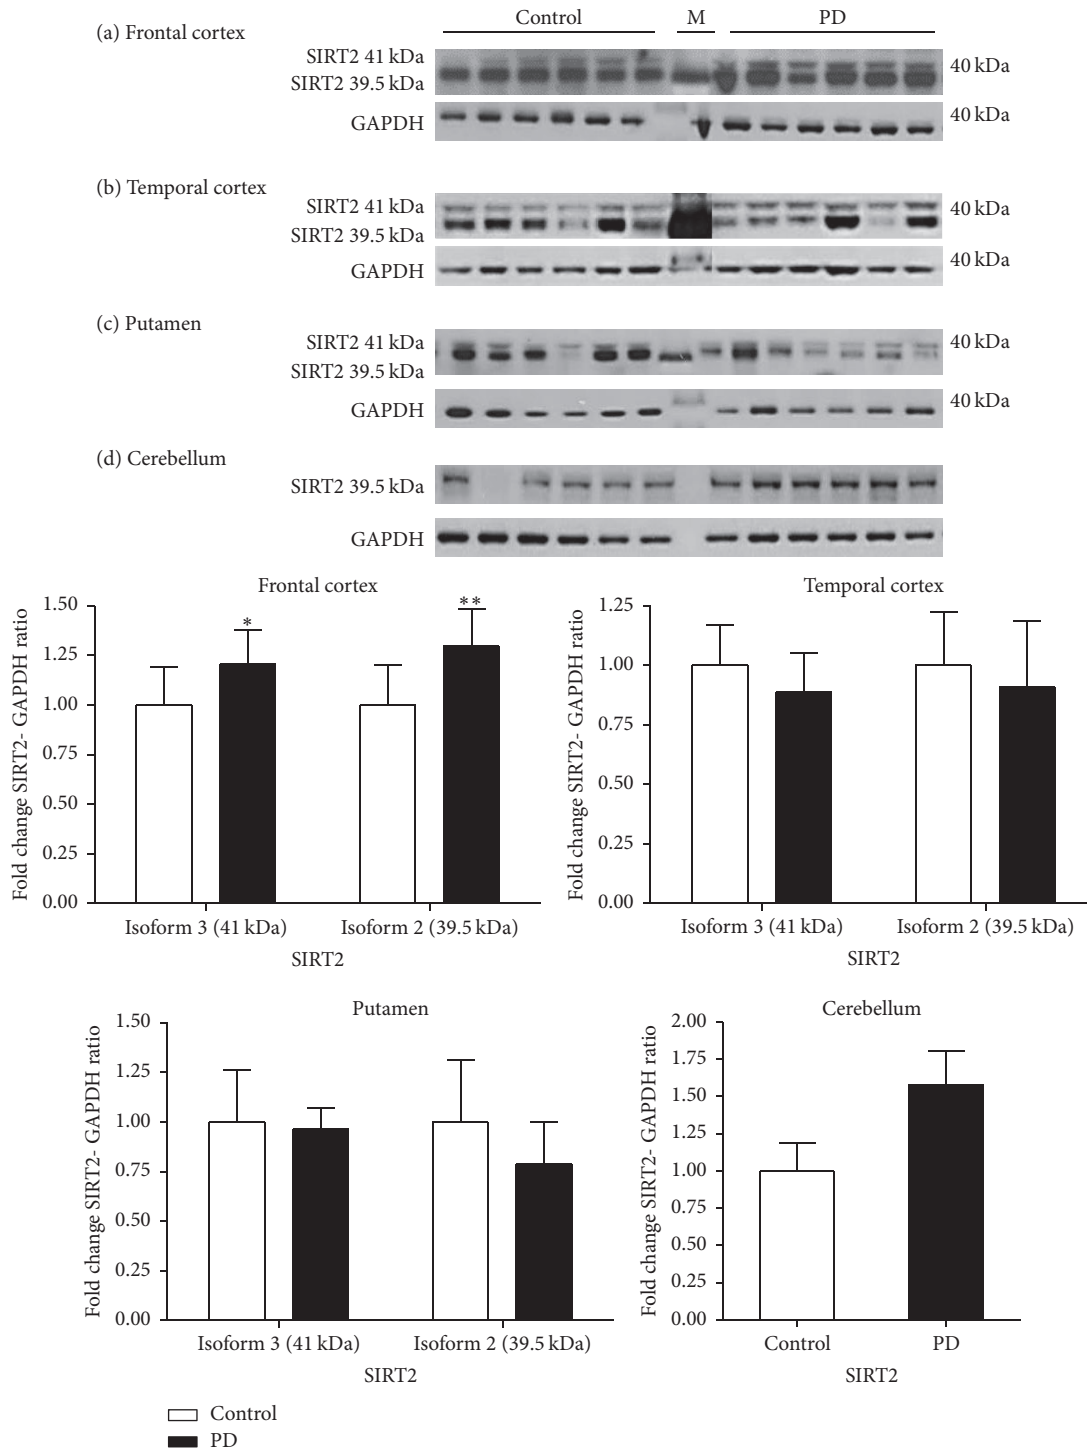 Control M PD
(a) Frontal cortex
SIRT2 41 kDa
SIRT2 39.5 kDa
40 kDa
GAPDH
40 kDa
(b) Temporal cortex
SIRT2 41 kDa
SIRT2 39.5 kDa
40 kDa
GAPDH
40 kDa
(c) Putamen
SIRT2 41 kDa
SIRT2 39.5 kDa
40 kDa
GAPDH
40 kDa
(d) Cerebellum
SIRT2 39.5 kDa
GAPDH
Frontal cortex
Fold change SIRT2- GAPDH ratio
1.50
1.25
1.00
0.75
0.50
0.25
0.00
*
**
Isoform 3 (41 kDa) Isoform 2 (39.5 kDa)
SIRT2
Temporal cortex
Fold change SIRT2- GAPDH ratio
1.25
1.00
0.75
0.50
0.25
0.00
Isoform 3 (41 kDa) Isoform 2 (39.5 kDa)
SIRT2
Putamen
Fold change SIRT2- GAPDH ratio
1.50
1.25
1.00
0.75
0.50
0.25
0.00
Isoform 3 (41 kDa) Isoform 2 (39.5 kDa)
SIRT2
Cerebellum
Fold change SIRT2- GAPDH ratio
2.00
1.75
1.50
1.25
1.00
0.75
0.50
0.25
0.00
Control PD
SIRT2
Control
PD